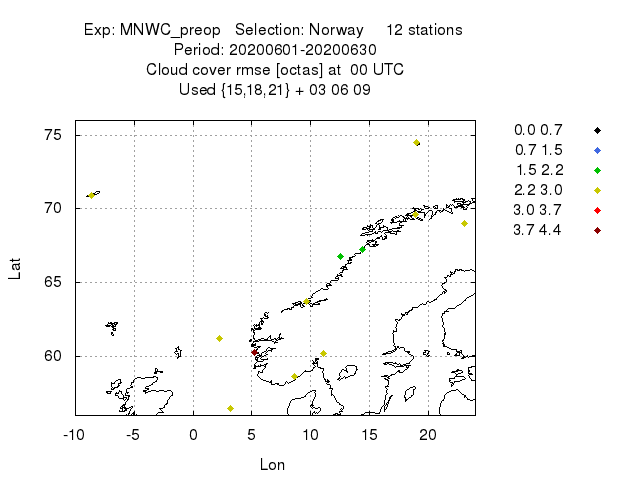 Exp: MNWC_preop   Selection: Norway     12 stations
Period: 20200601-20200630
Cloud cover rmse [octas] at  00 UTC
Used {15,18,21} + 03 06 09
0.0 0.7
0.7 1.5
1.5 2.2
2.2 3.0
3.0 3.7
3.7 4.4
75
70
65
60
Lat
-10 -5 0 5 10 15 20
Lon